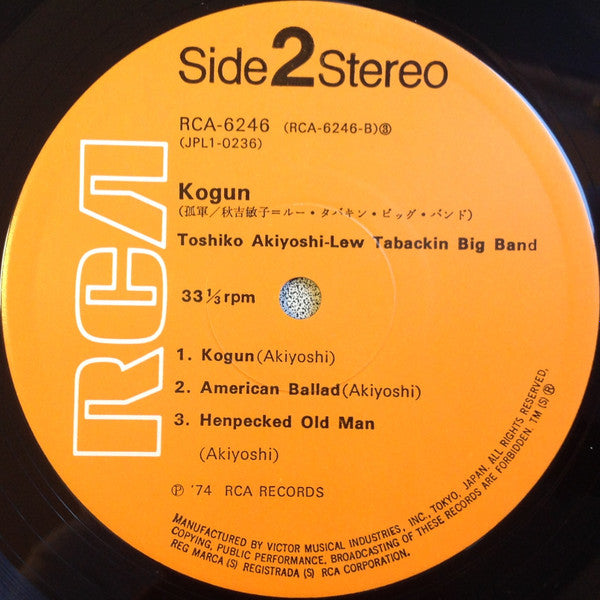 Side 2 Stereo
RCA-6246 (RCA-6246-B)③
(JPL1-0236)
RCA
Kogun
(孤軍/秋吉敏子=ルー・タバキン・ビッグ・バンド)
Toshiko Akiyoshi-Lew Tabackin Big Band
33⅓ rpm
1. Kogun (Akiyoshi)
2. American Ballad (Akiyoshi)
3. Henpecked Old Man
(Akiyoshi)
Ⓟ '74 RCA RECORDS
MANUFACTURED BY VICTOR MUSICAL INDUSTRIES, INC., TOKYO, JAPAN. ALL RIGHTS RESERVED.
COPYING, PUBLIC PERFORMANCE, BROADCASTING OF THESE RECORDS ARE FORBIDDEN. TM (S) ®
REG MARCA (S) REGISTRADA (S) RCA CORPORATION.